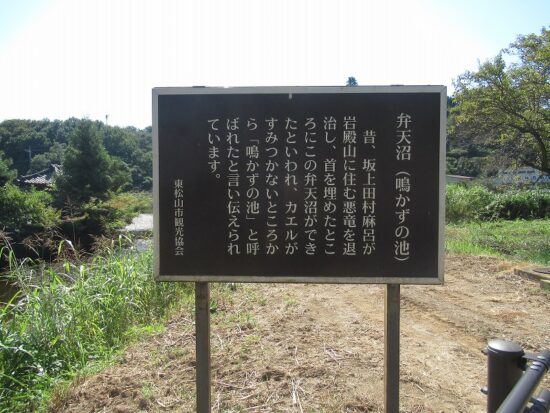 弁天沼（鳴かずの池）
昔、坂上田村麻呂が
岩殿山に住む悪竜を退
治し、首を埋めたとこ
ろにこの弁天沼ができ
たといわれ、カエルが
すみつかないところか
ら「鳴かずの池」と呼
ばれたと言い伝えられ
ています。
東松山市観光協会